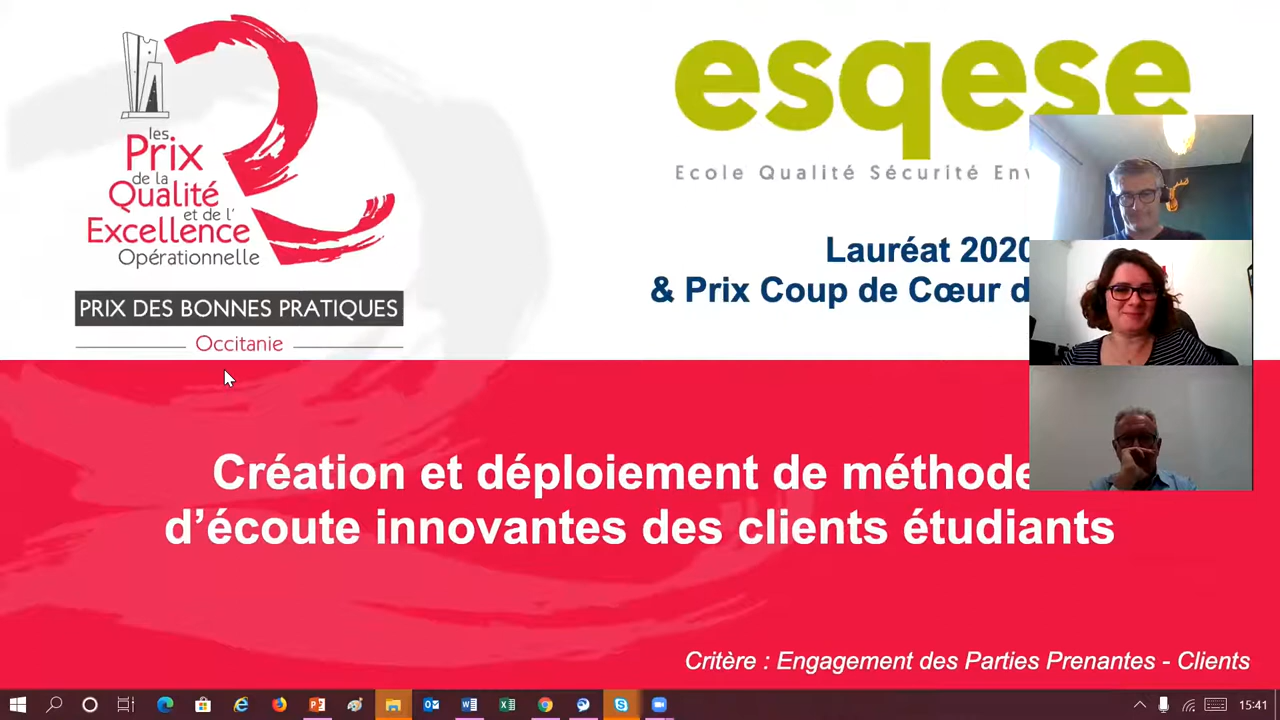 les
Prix
de la
Qualité
et de l'
Excellence
Opérationnelle
PRIX DES BONNES PRATIQUES
Occitanie
esqese
Ecole Qualité Sécurité
Lauréat 2020
& Prix Coup de Cœur
Création et déploiement de
d'écoute innovantes des clients étudiants
Critère : Engagement des Parties Prenantes - Clients
15:41